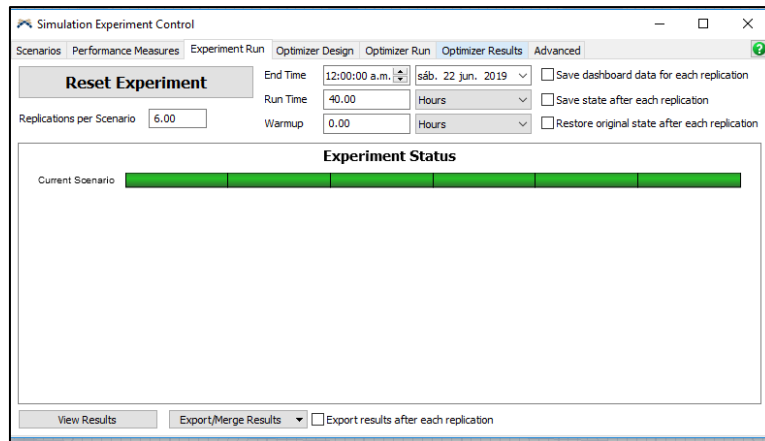 Simulation Experiment Control
Scenarios Performance Measures Experiment Run Optimizer Design Optimizer Run Optimizer Results Advanced
Reset Experiment
End Time 12:00:00 a.m. sáb. 22 jun. 2019 Save dashboard data for each replication
Run Time 40.00 Hours Save state after each replication
Replications per Scenario 6.00
Warmup 0.00 Hours Restore original state after each replication
Experiment Status
Current Scenario
View Results Export/Merge Results Export results after each replication